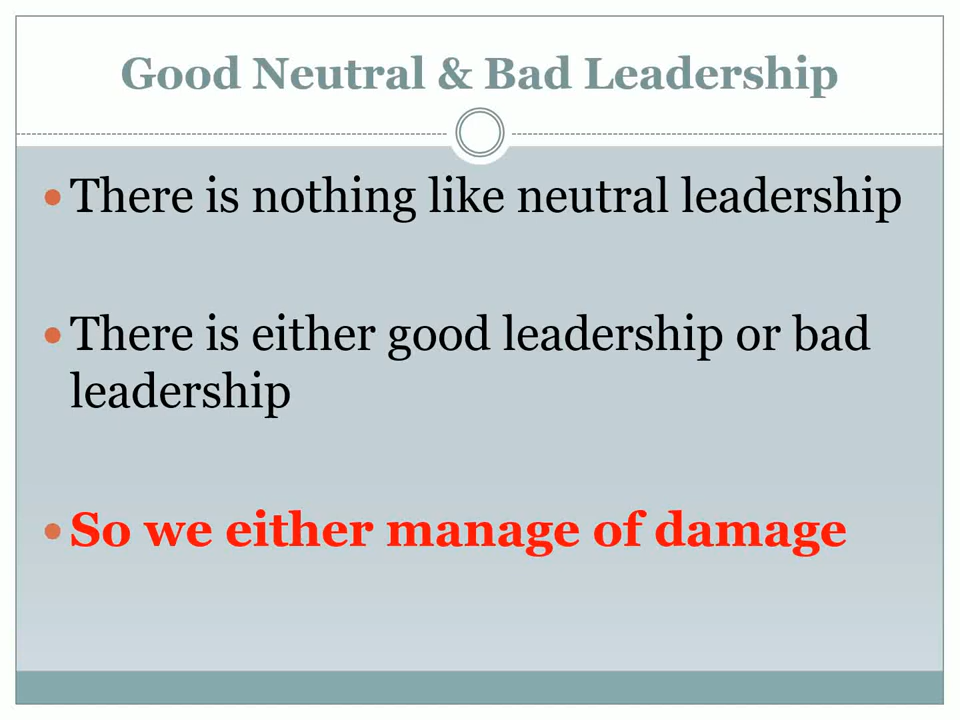 Good Neutral & Bad Leadership
• There is nothing like neutral leadership
• There is either good leadership or bad
leadership
• So we either manage of damage